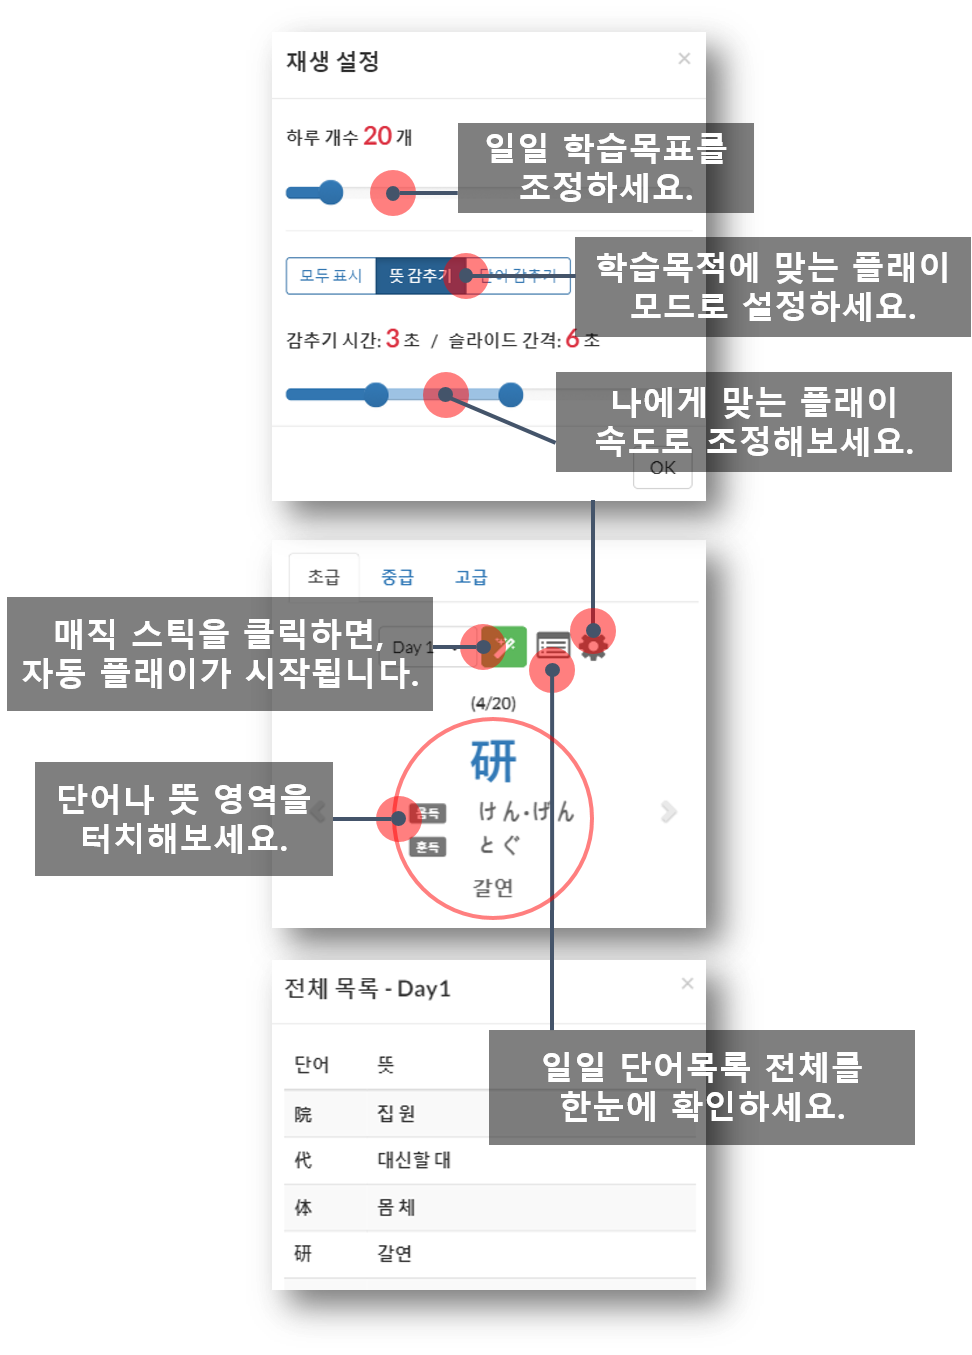 재생 설정 ×
하루 개수 20 개
일일 학습목표를
조정하세요.
모두 표시 뜻 감추기 단어 감추기
학습목적에 맞는 플래이
모드로 설정하세요.
감추기 시간: 3 초 / 슬라이드 간격: 6 초
나에게 맞는 플래이
속도로 조정해보세요.
OK
초급 중급 고급
매직 스틱을 클릭하면,
자동 플래이가 시작됩니다.
Day 1
(4/20)
研
단어나 뜻 영역을
터치해보세요.
음독 けん・げん
훈독 とぐ
갈연
전체 목록 - Day1 ×
단어 뜻
일일 단어목록 전체를
한눈에 확인하세요.
院 집 원
代 대신할 대
体 몸 체
研 갈연